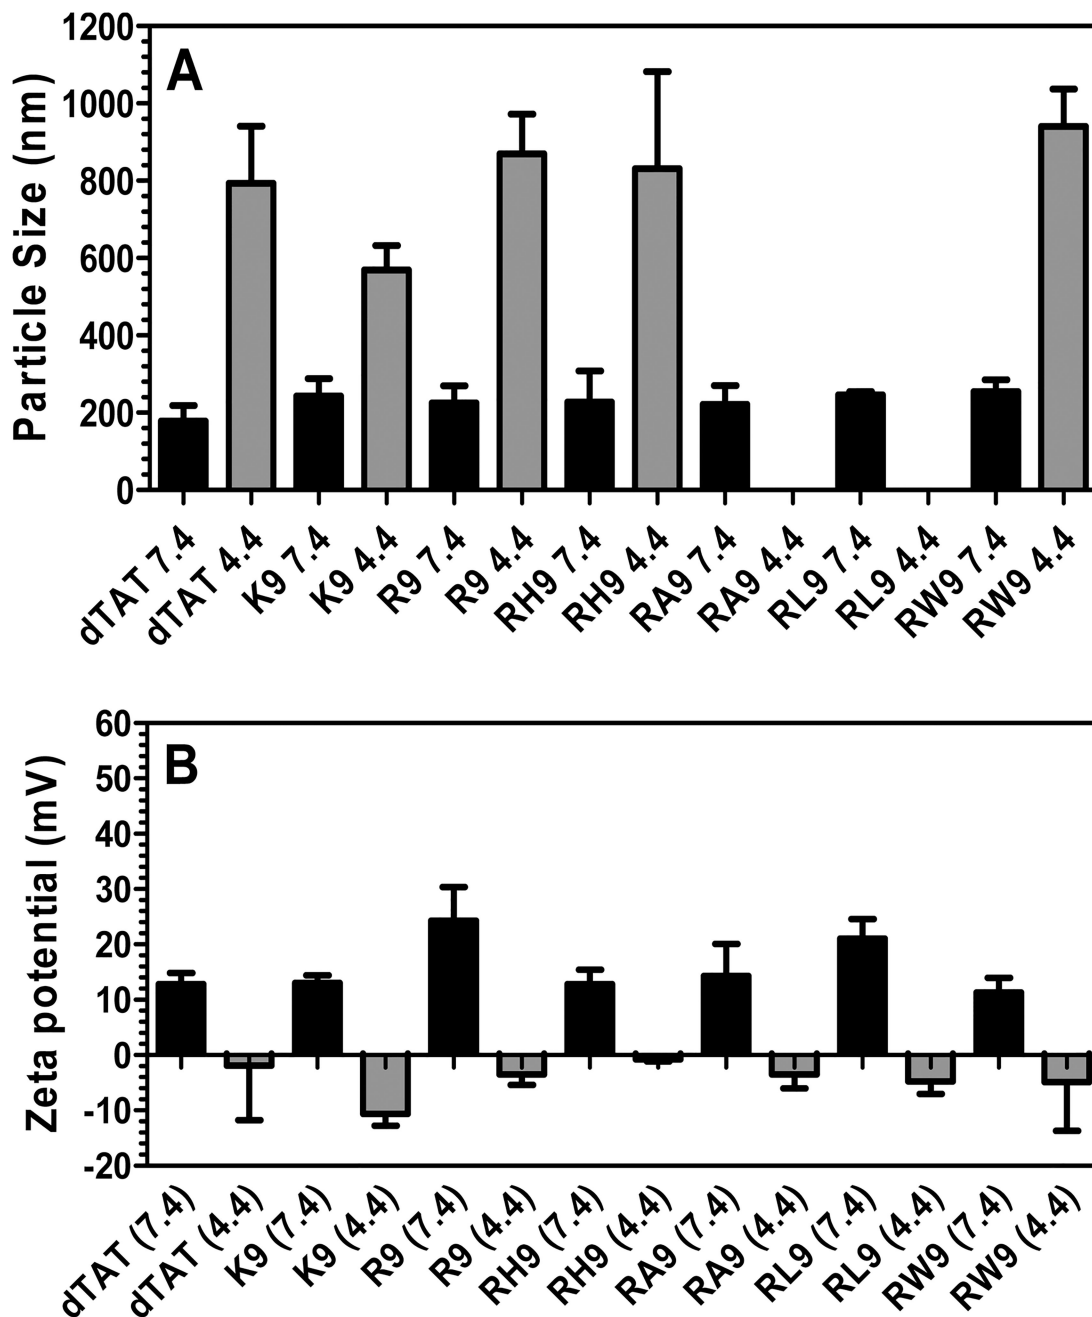 A
Particle Size (nm)
1200
1000
800
600
400
200
0
dTAT 7.4
dTAT 4.4
K9 7.4
K9 4.4
R9 7.4
R9 4.4
RH9 7.4
RH9 4.4
RA9 7.4
RA9 4.4
RL9 7.4
RL9 4.4
RW9 7.4
RW9 4.4
B
Zeta potential (mV)
60
50
40
30
20
10
0
-10
-20
dTAT (7.4)
dTAT (4.4)
K9 (7.4)
K9 (4.4)
R9 (7.4)
R9 (4.4)
RH9 (7.4)
RH9 (4.4)
RA9 (7.4)
RA9 (4.4)
RL9 (7.4)
RL9 (4.4)
RW9 (7.4)
RW9 (4.4)